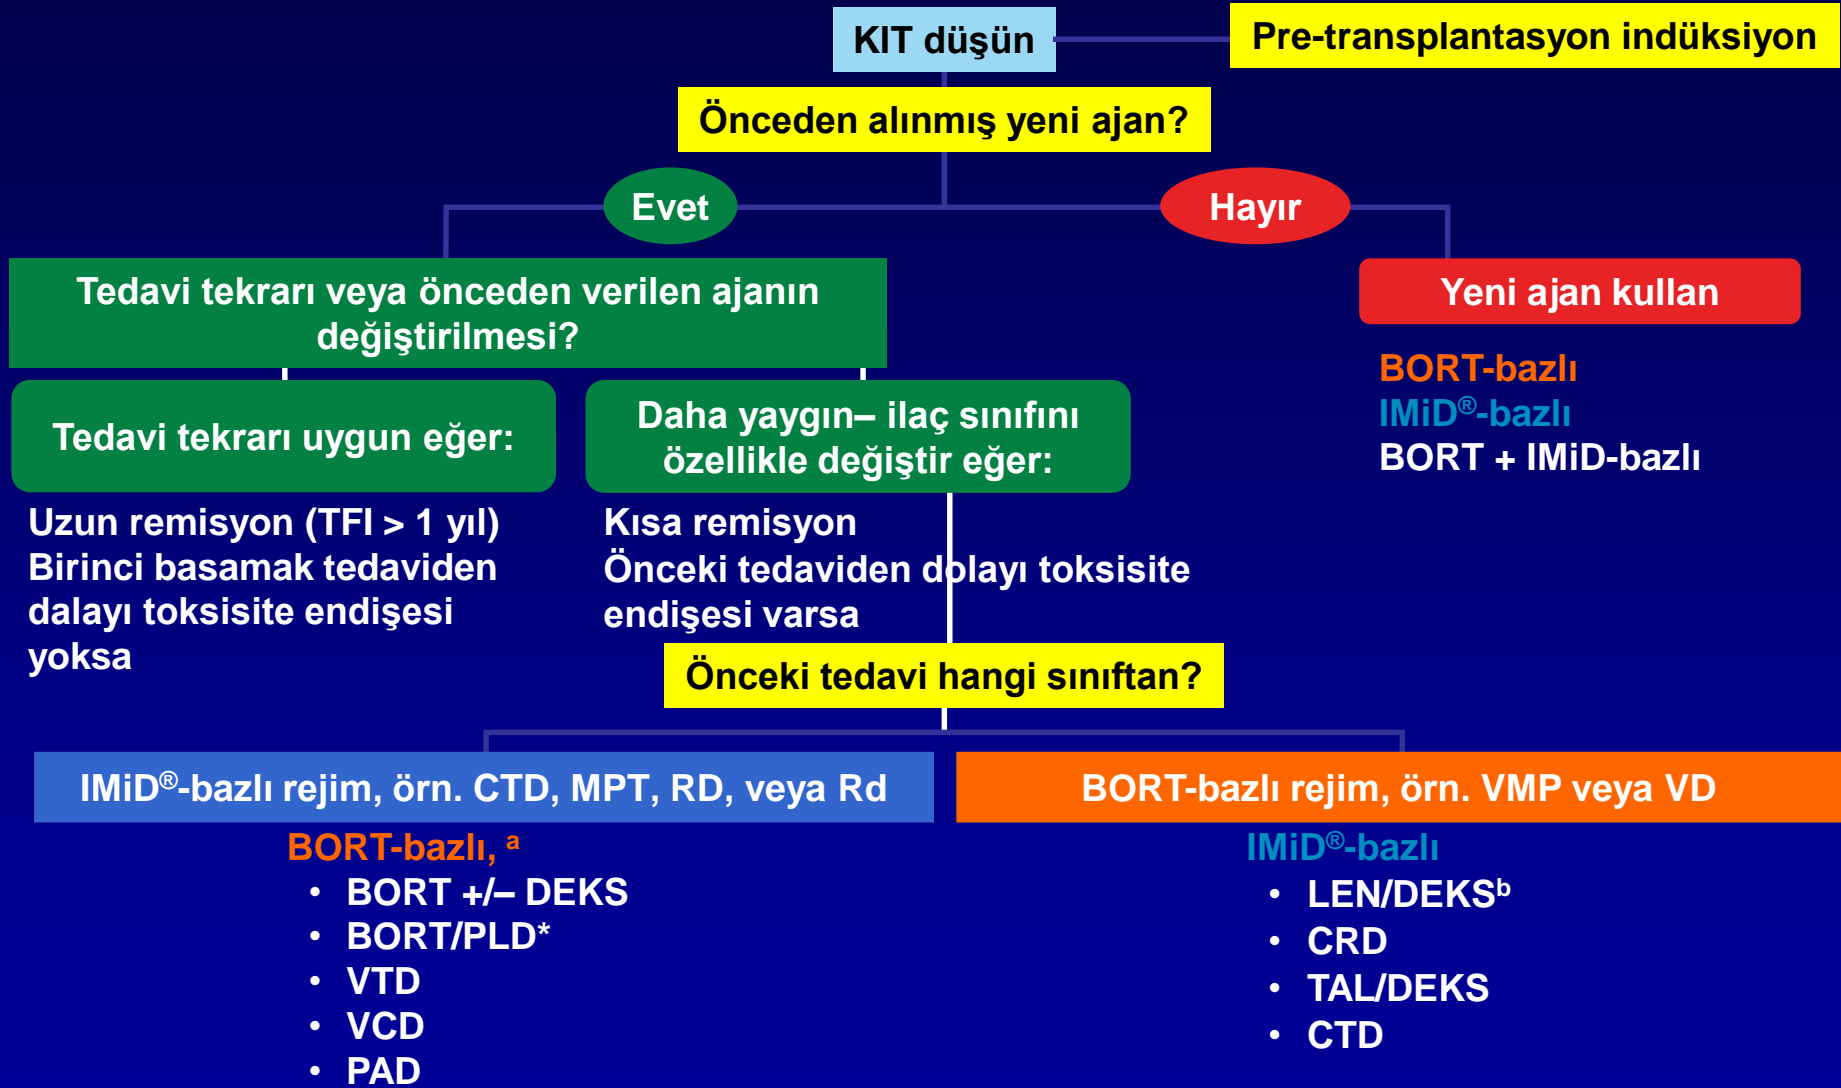 KIT düşün
Pre-transplantasyon indüksiyon
Önceden alınmış yeni ajan?
Evet
Hayır
Tedavi tekrarı veya önceden verilen ajanın
değiştirilmesi?
Yeni ajan kullan
BORT-bazlı
IMiD®-bazlı
BORT + IMiD-bazlı
Tedavi tekrarı uygun eğer:
Daha yaygın– ilaç sınıfını
özellikle değiştir eğer:
Uzun remisyon (TFI > 1 yıl)
Birinci basamak tedaviden
dalayı toksisite endişesi
yoksa
Kısa remisyon
Önceki tedaviden dolayı toksisite
endişesi varsa
Önceki tedavi hangi sınıftan?
IMiD®-bazlı rejim, örn. CTD, MPT, RD, veya Rd
BORT-bazlı rejim, örn. VMP veya VD
BORT-bazlı, a
• BORT +/– DEKS
• BORT/PLD*
• VTD
• VCD
• PAD
IMiD®-bazlı
• LEN/DEKSb
• CRD
• TAL/DEKS
• CTD